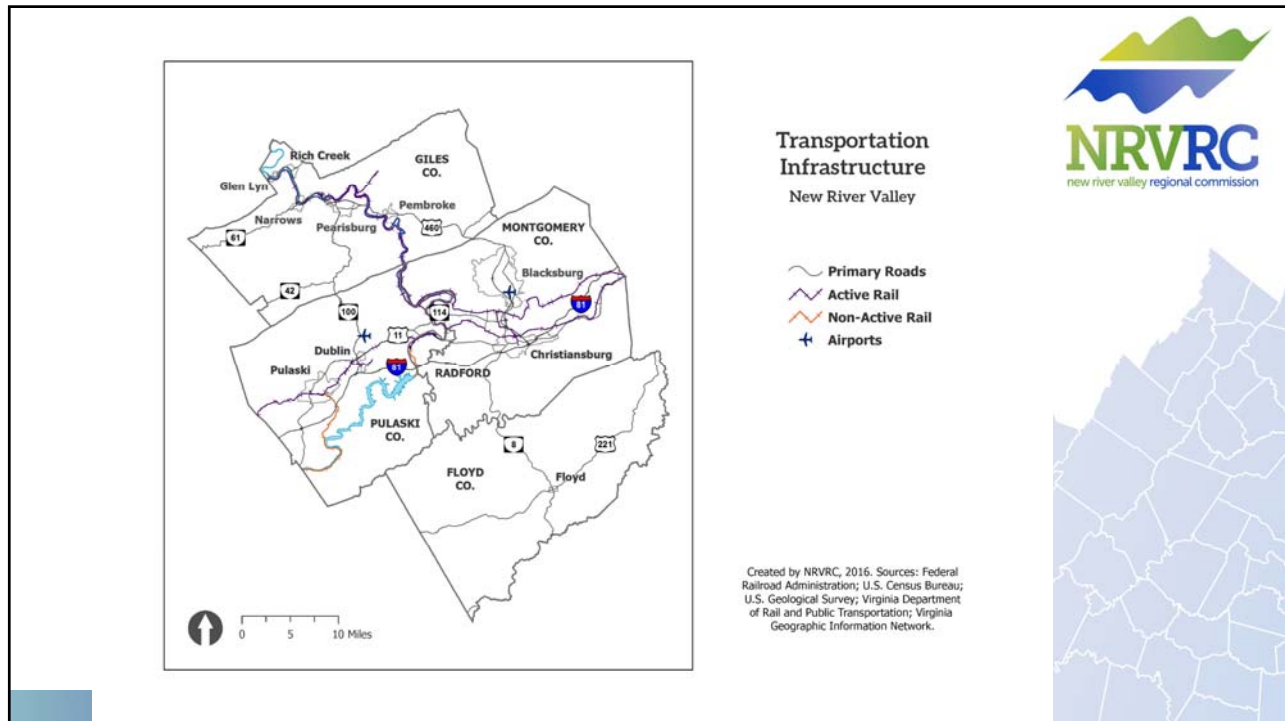 Rich Creek
GILES
CO.
Glen Lyn
Pembroke
Narrows
Pearisburg
460
61
MONTGOMERY
CO.
Blacksburg
42
100
114
81
11
Dublin
Christiansburg
Pulaski
81
RADFORD
PULASKI
CO.
8
221
FLOYD
CO.
Floyd
0 5 10 Miles
Transportation
Infrastructure
New River Valley
Primary Roads
Active Rail
Non-Active Rail
Airports
Created by NRVRC, 2016. Sources: Federal
Railroad Administration; U.S. Census Bureau;
U.S. Geological Survey; Virginia Department
of Rail and Public Transportation; Virginia
Geographic Information Network.
NRVRC
new river valley regional commission